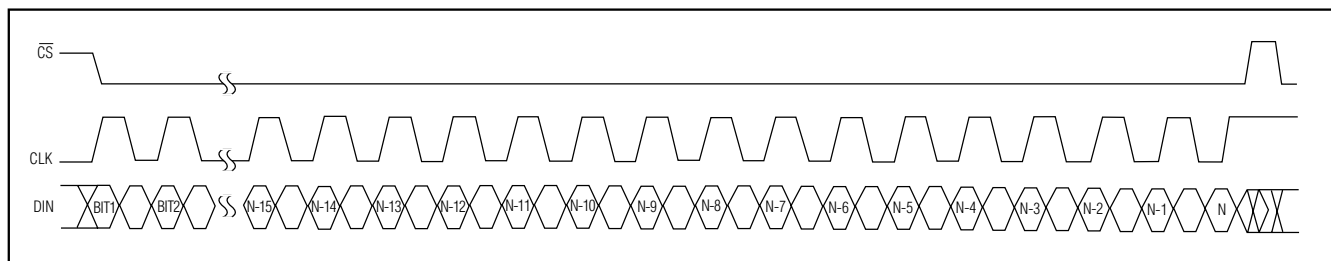 C̅S̅
CLK
DIN BIT1 BIT2 N-15 N-14 N-13 N-12 N-11 N-10 N-9 N-8 N-7 N-6 N-5 N-4 N-3 N-2 N-1 N